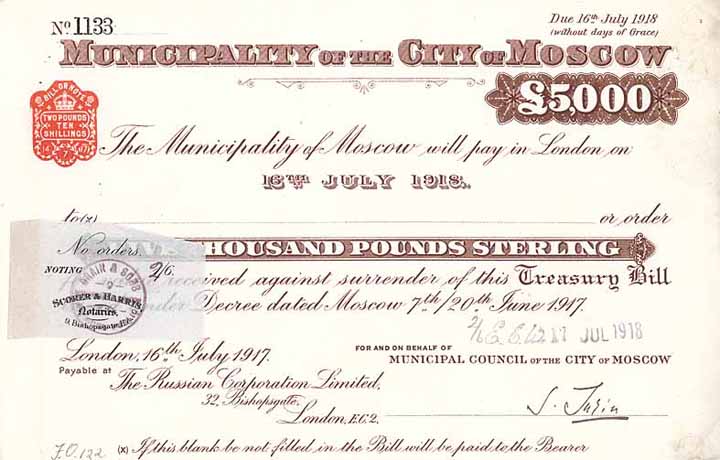 No. 1133
Due 16th July 1918
(without days of Grace)
MUNICIPALITY OF THE CITY OF MOSCOW
£5,000
BILL OR NOTE
TWO POUNDS
TEN
SHILLINGS
The Municipality of Moscow will pay in London on
16TH JULY 1918.
to (x) or order
THOUSAND POUNDS STERLING
No orders.
NOTING 2/6.
received against surrender of this Treasury Bill
& SONS
SCORER & HARRIS,
Notaries,
9 Bishopsgate, E.C.
under Decree dated Moscow 7th/20th June 1917.
17 JUL 1918
London, 16th July 1917.
FOR AND ON BEHALF OF
MUNICIPAL COUNCIL OF THE CITY OF MOSCOW
Payable at
The Russian Corporation Limited,
32, Bishopsgate,
London, E.C.2.
F.O. 122
(x) If this blank be not filled in the Bill will be paid to the Bearer